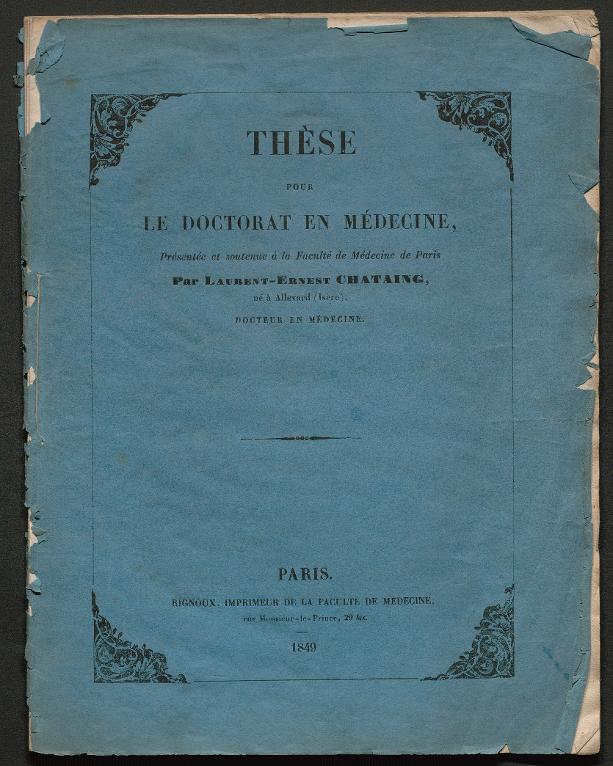 THÈSE
POUR
LE DOCTORAT EN MÉDECINE,
Présentée et soutenue à la Faculté de Médecine de Paris
Par Laurent-Ernest CHATAING,
né à Allevard (Isère),
DOCTEUR EN MÉDECINE.
PARIS.
RIGNOUX, IMPRIMEUR DE LA FACULTÉ DE MÉDECINE,
rue Monsieur-le-Prince, 29 bis.
1849